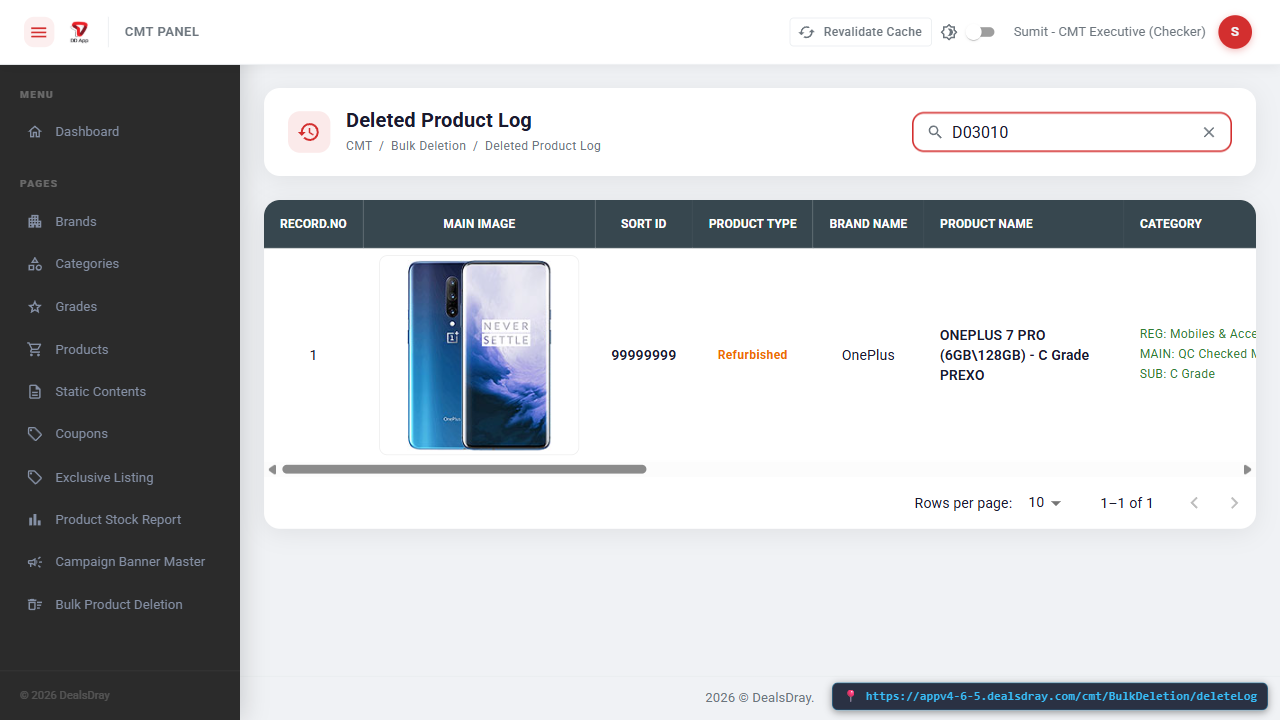 DD App
CMT PANEL
Revalidate Cache
Sumit - CMT Executive (Checker)
S
MENU
Dashboard
PAGES
Brands
Categories
Grades
Products
Static Contents
Coupons
Exclusive Listing
Product Stock Report
Campaign Banner Master
Bulk Product Deletion
© 2026 DealsDray
Deleted Product Log
CMT / Bulk Deletion / Deleted Product Log
D03010
RECORD.NO MAIN IMAGE SORT ID PRODUCT TYPE BRAND NAME PRODUCT NAME CATEGORY
1
NEVER
SETTLE
OnePlus
99999999
Refurbished
OnePlus
ONEPLUS 7 PRO
(6GB\128GB) - C Grade
PREXO
REG: Mobiles & Acce
MAIN: QC Checked M
SUB: C Grade
Rows per page: 10 1–1 of 1
2026 © DealsDray.
https://appv4-6-5.dealsdray.com/cmt/BulkDeletion/deleteLog